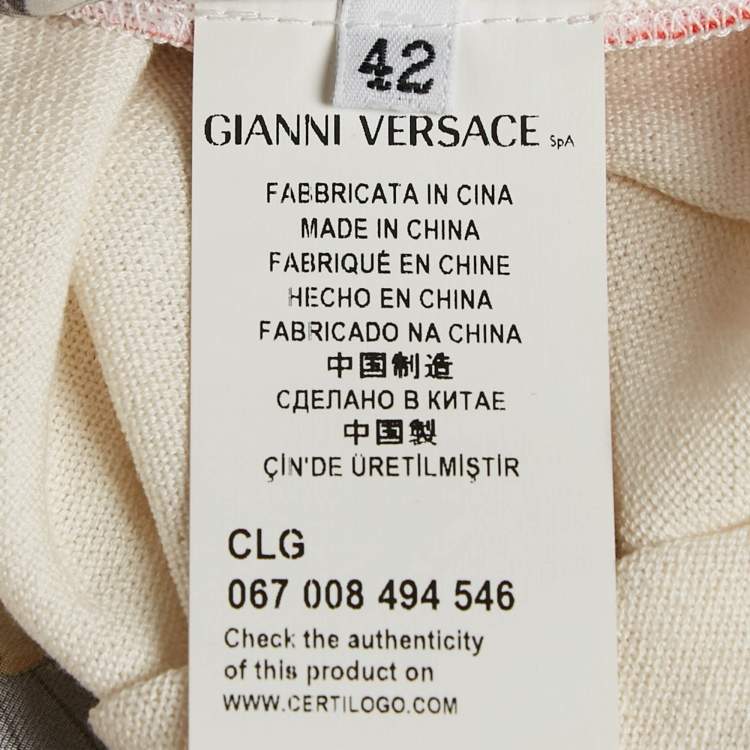 42
GIANNI VERSACE SpA
FABBRICATA IN CINA
MADE IN CHINA
FABRIQUÉ EN CHINE
HECHO EN CHINA
FABRICADO NA CHINA
中国制造
СДЕЛАНО В КИТАЕ
中国製
ÇİN'DE ÜRETİLMİŞTİR
CLG
067 008 494 546
Check the authenticity
of this product on
WWW.CERTILOGO.COM